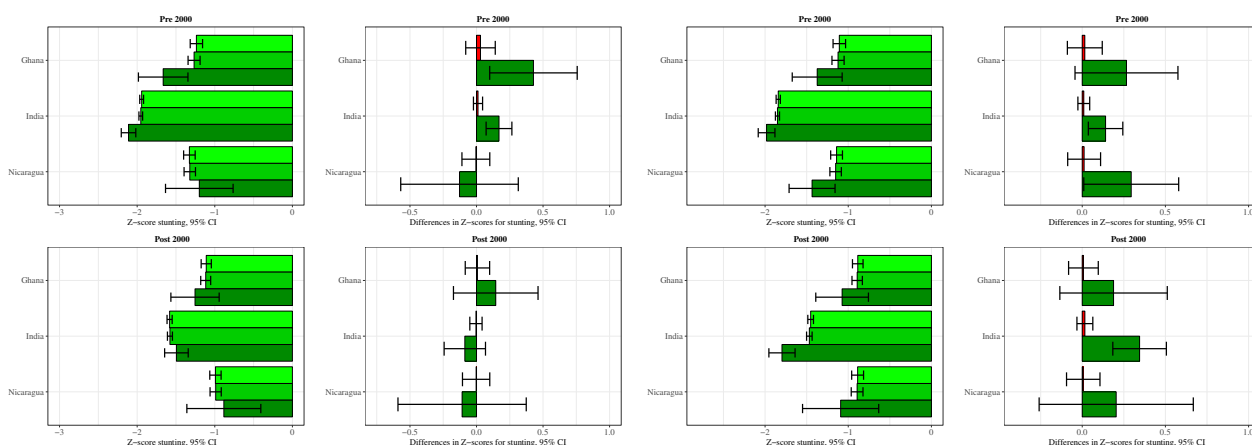 Pre 2000 Pre 2000 Pre 2000 Pre 2000
Ghana Ghana Ghana Ghana
India India India India
Nicaragua Nicaragua Nicaragua Nicaragua
−3 −2 −1 0 −0.5 0.0 0.5 1.0 −2 −1 0 0.0 0.5 1.0
Z−score stunting, 95% CI Differences in Z−scores for stunting, 95% CI Z−score stunting, 95% CI Differences in Z−scores for stunting, 95% CI
Post 2000 Post 2000 Post 2000 Post 2000
Ghana Ghana Ghana Ghana
India India India India
Nicaragua Nicaragua Nicaragua Nicaragua
−3 −2 −1 0 −0.5 0.0 0.5 1.0 −2 −1 0 0.0 0.5 1.0
Z−score stunting, 95% CI Differences in Z−scores for stunting, 95% CI Z−score stunting, 95% CI Differences in Z−scores for stunting, 95% CI